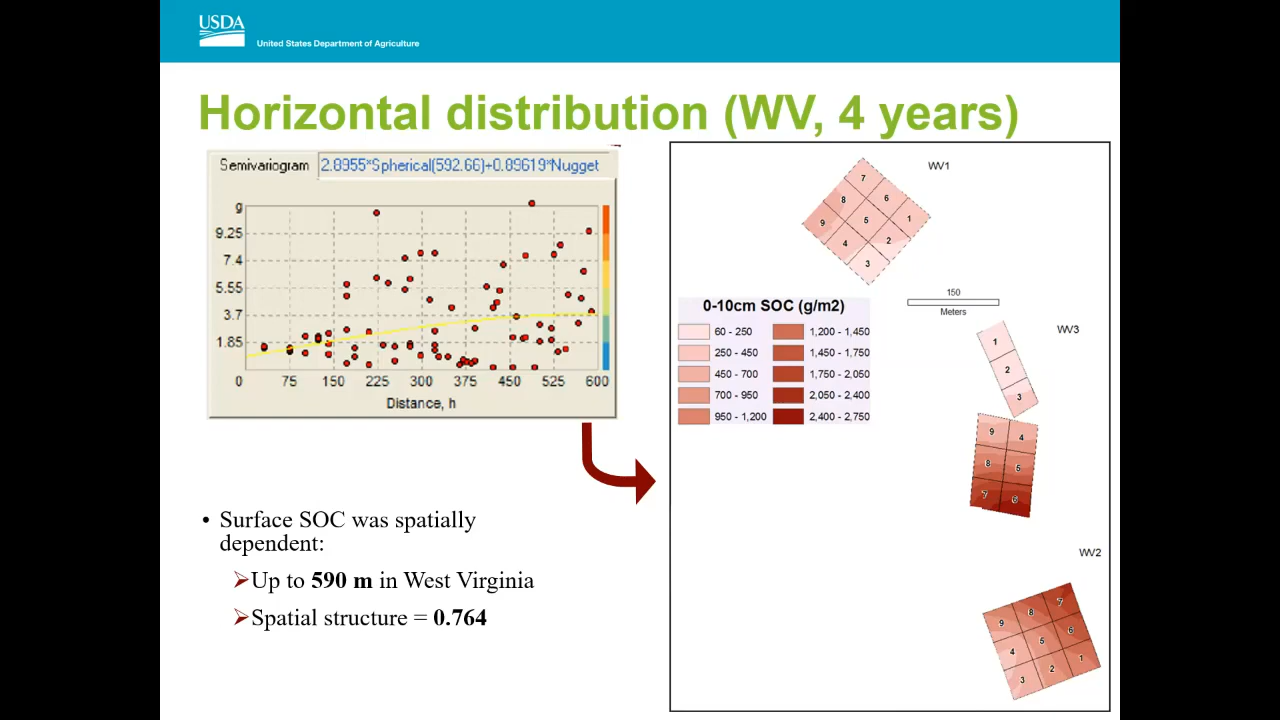 USDA
United States Department of Agriculture
Horizontal distribution (WV, 4 years)
Semivariogram 2.8955*Spherical(592.66)+0.89619*Nugget
g
9.25
7.4
5.55
3.7
1.85
0 75 150 225 300 375 450 525 600
Distance, h
• Surface SOC was spatially
dependent:
➢Up to 590 m in West Virginia
➢Spatial structure = 0.764
WV1
7
8 6
9 5 1
4 2
3
150
Meters
0-10cm SOC (g/m2)
60 - 250 1,200 - 1,450
250 - 450 1,450 - 1,750
450 - 700 1,750 - 2,050
700 - 950 2,050 - 2,400
950 - 1,200 2,400 - 2,750
WV3
1
2
3
9 4
8 5
7 6
WV2
7
8
9 6
5
4 1
2
3